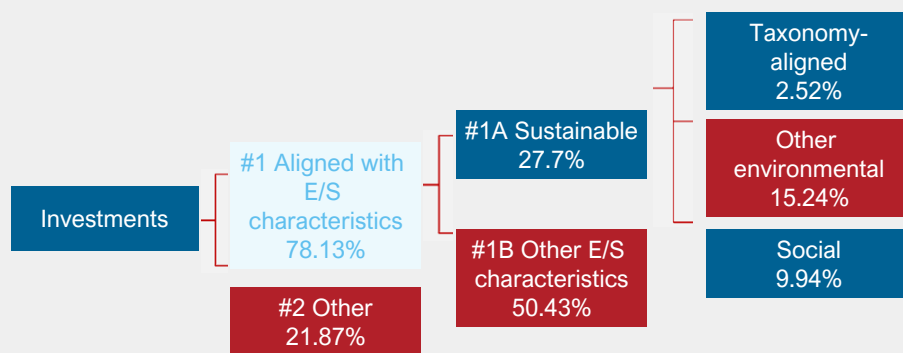 Investments
#1 Aligned with
E/S
characteristics
78.13%
#2 Other
21.87%
#1A Sustainable
27.7%
#1B Other E/S
characteristics
50.43%
Taxonomy-
aligned
2.52%
Other
environmental
15.24%
Social
9.94%